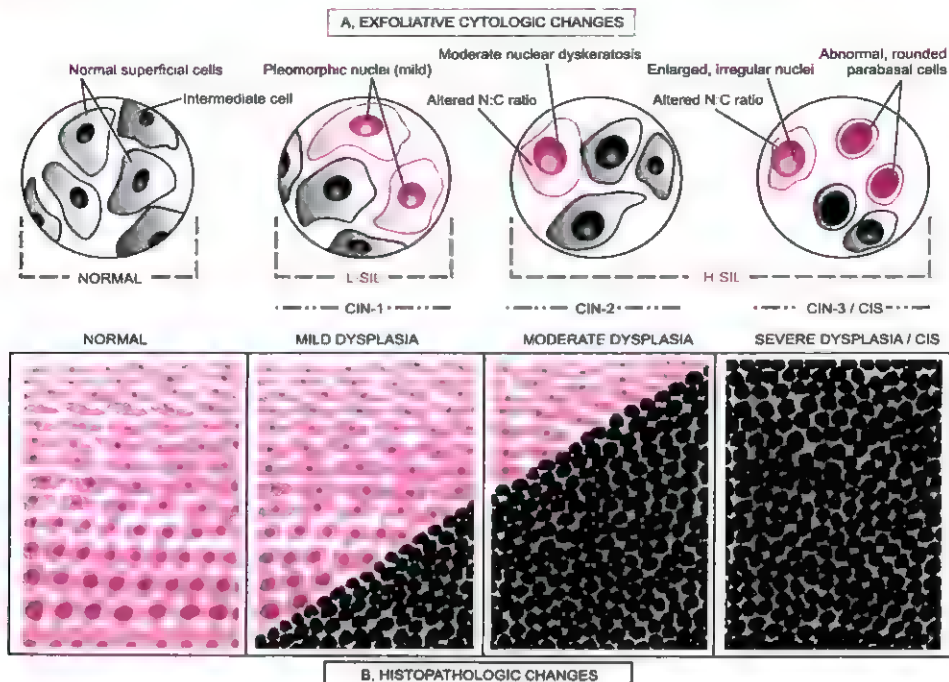 A, EXFOLIATIVE CYTOLOGIC CHANGES
Normal superficial cells
Intermediate cell
Pleomorphic nuclei (mild)
Moderate nuclear dyskeratosis
Altered N:C ratio
Enlarged, irregular nuclei
Altered N:C ratio
Abnormal, rounded
parabasal cells
NORMAL
L-SIL
H-SIL
CIN-1
CIN-2
CIN-3 / CIS
NORMAL
MILD DYSPLASIA
MODERATE DYSPLASIA
SEVERE DYSPLASIA / CIS
B, HISTOPATHOLOGIC CHANGES